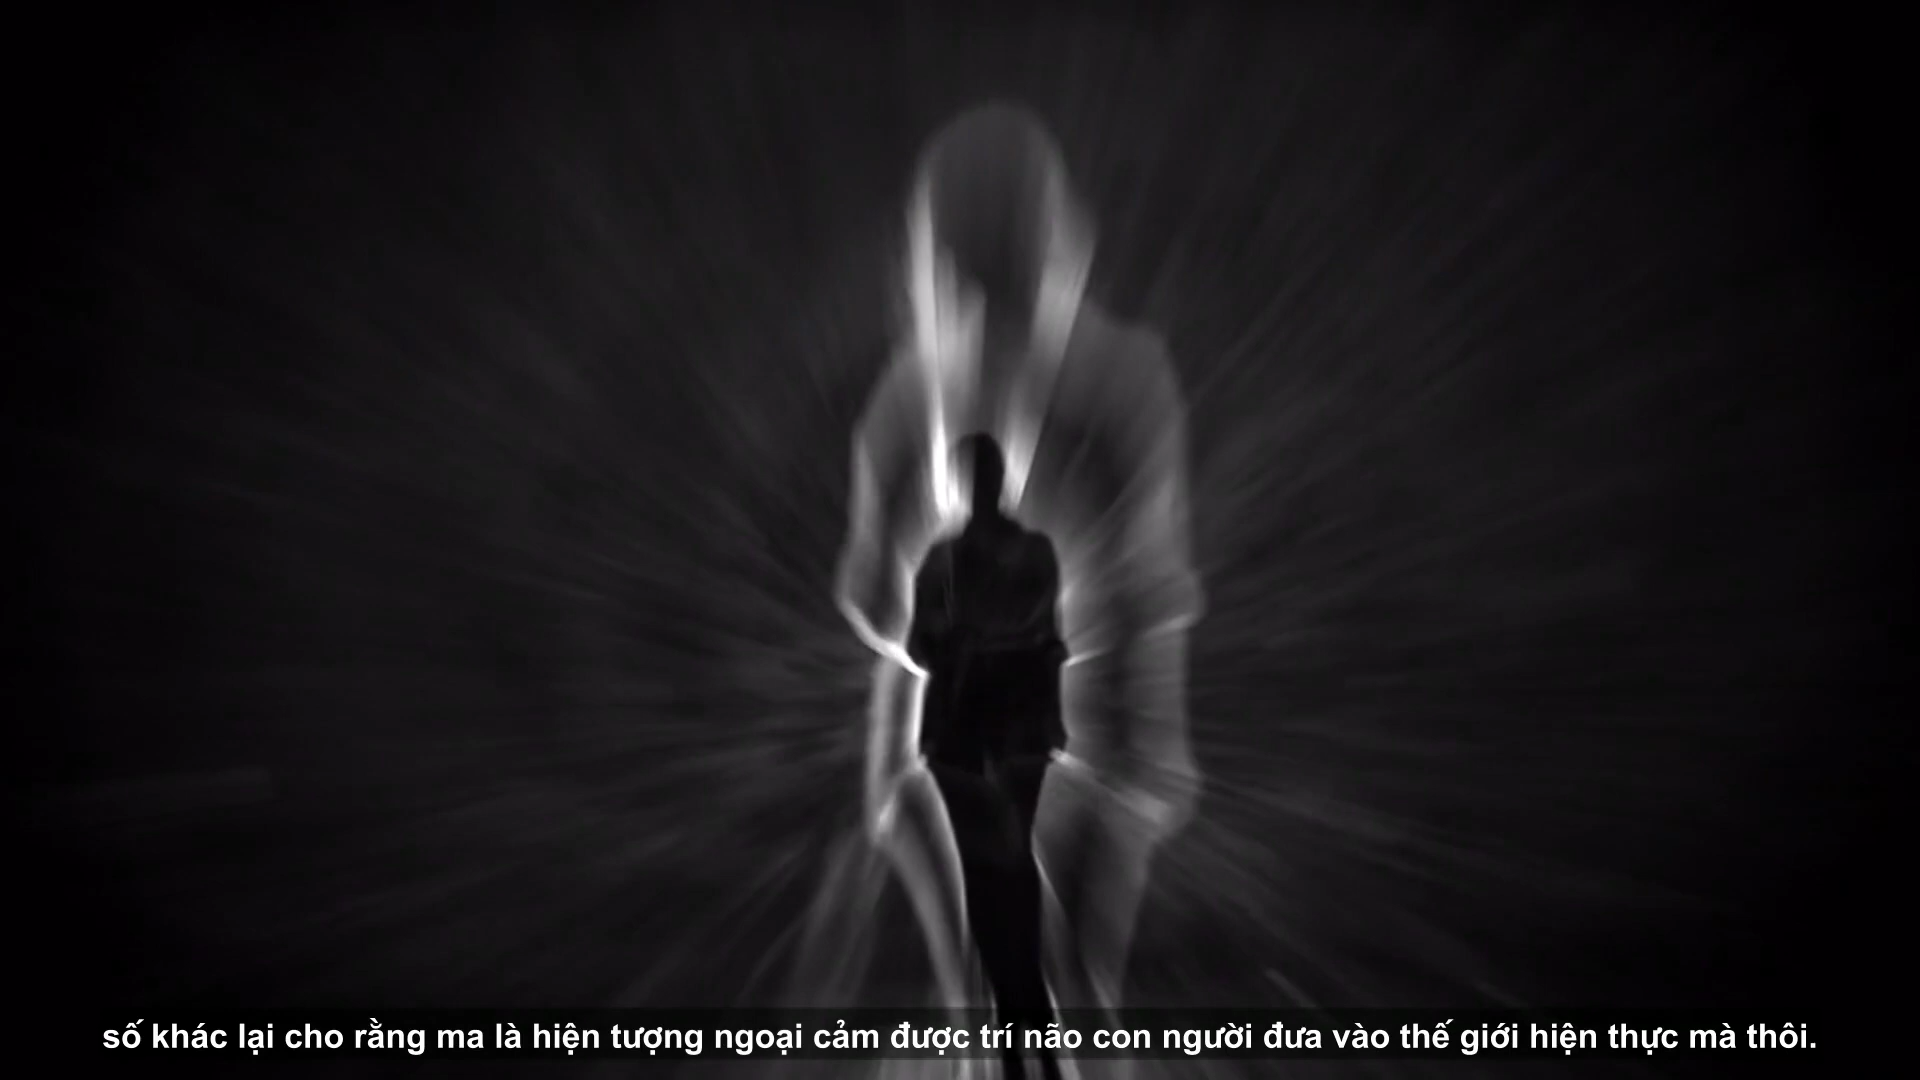 số khác lại cho rằng ma là hiện tượng ngoại cảm được trí não con người đưa vào thế giới hiện thực mà thôi.